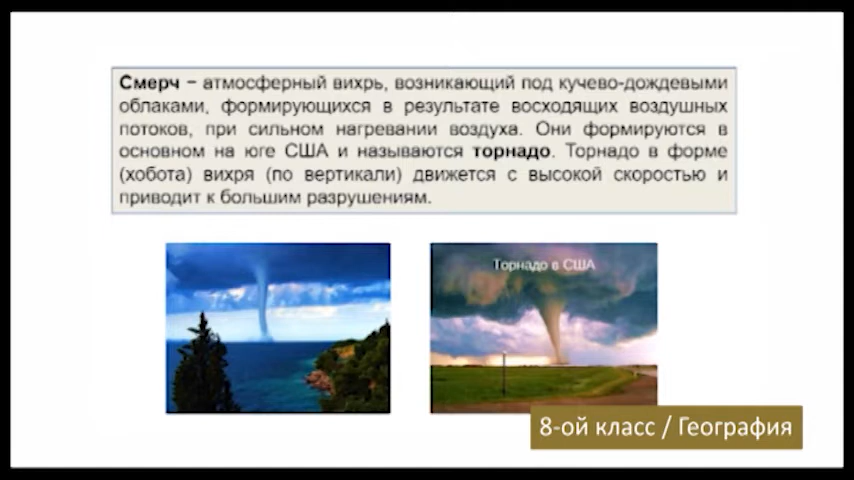 Смерч – атмосферный вихрь, возникающий под кучево-дождевыми
облаками, формирующихся в результате восходящих воздушных
потоков, при сильном нагревании воздуха. Они формируются в
основном на юге США и называются торнадо. Торнадо в форме
(хобота) вихря (по вертикали) движется с высокой скоростью и
приводит к большим разрушениям.
Торнадо в США
8-ой класс / География